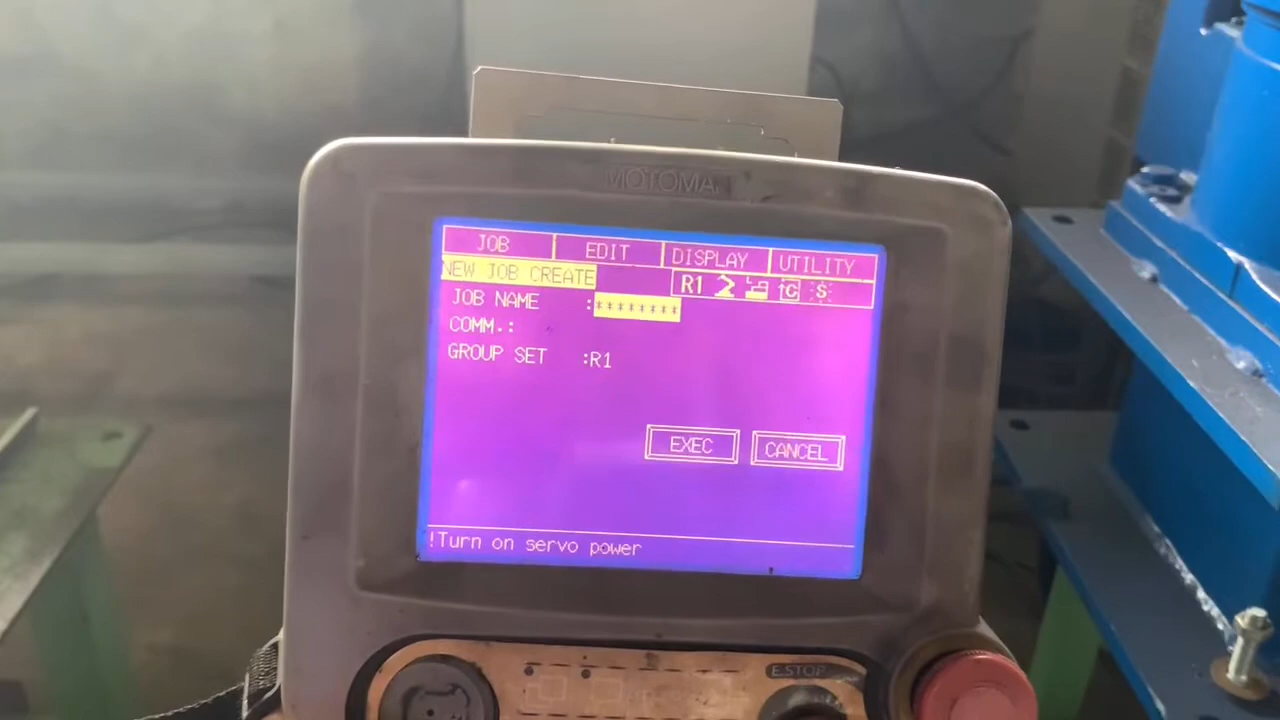 MOTOMA
JOB EDIT DISPLAY UTILITY
NEW JOB CREATE R1 C S
JOB NAME :********
COMM.:
GROUP SET :R1
EXEC CANCEL
!Turn on servo power
E.STOP